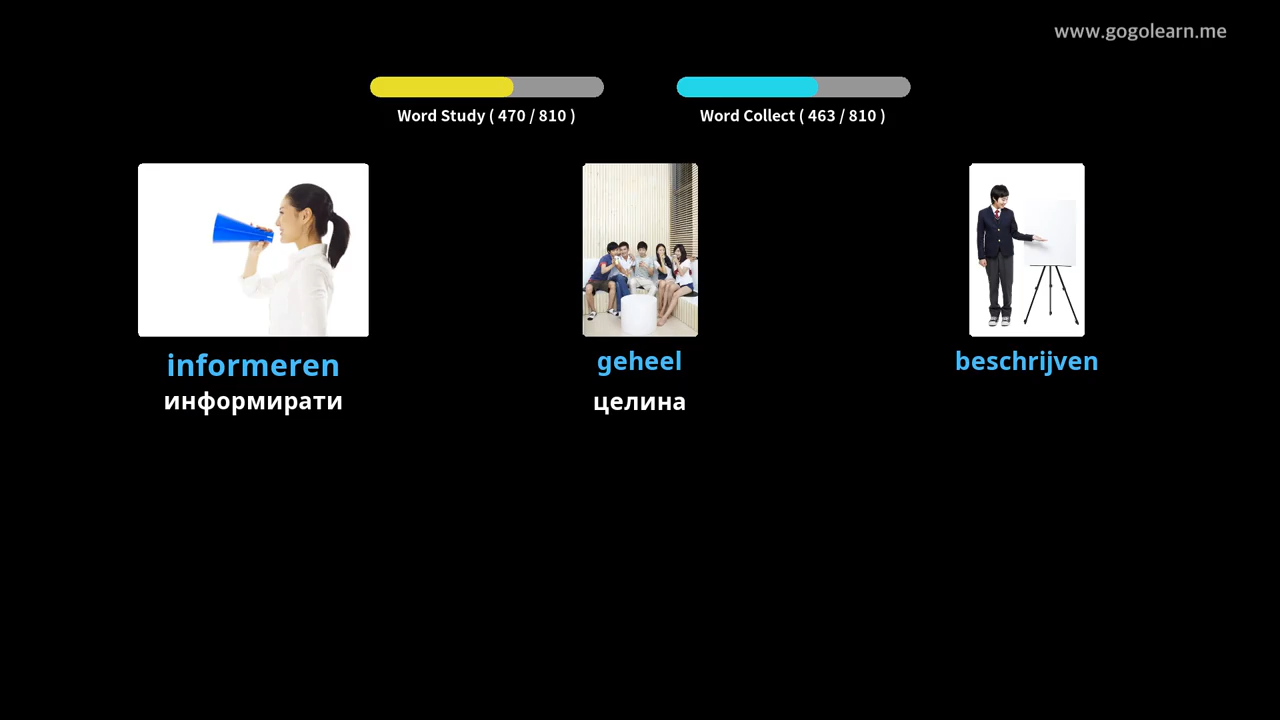 www.gogolearn.me
Word Study ( 470 / 810 )
Word Collect ( 463 / 810 )
informeren
информирати
geheel
целина
beschrijven